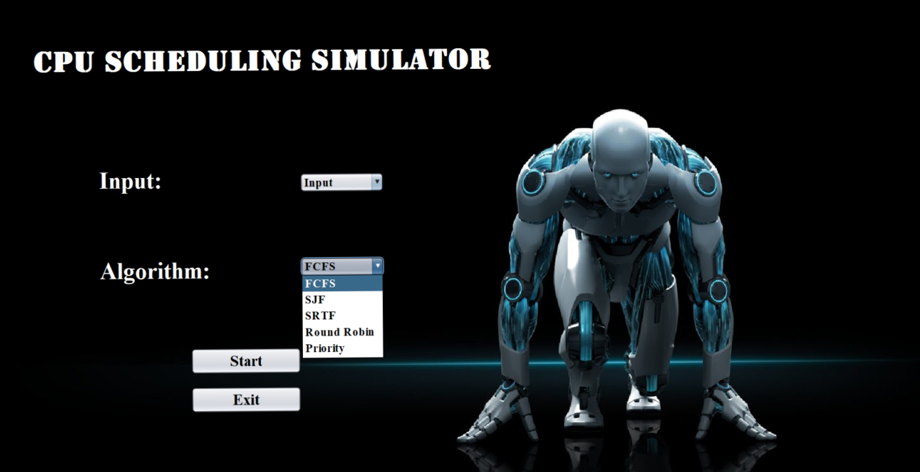 CPU SCHEDULING SIMULATOR
Input:
Input
Algorithm:
FCFS
FCFS
SJF
SRTF
Round Robin
Priority
Start
Exit